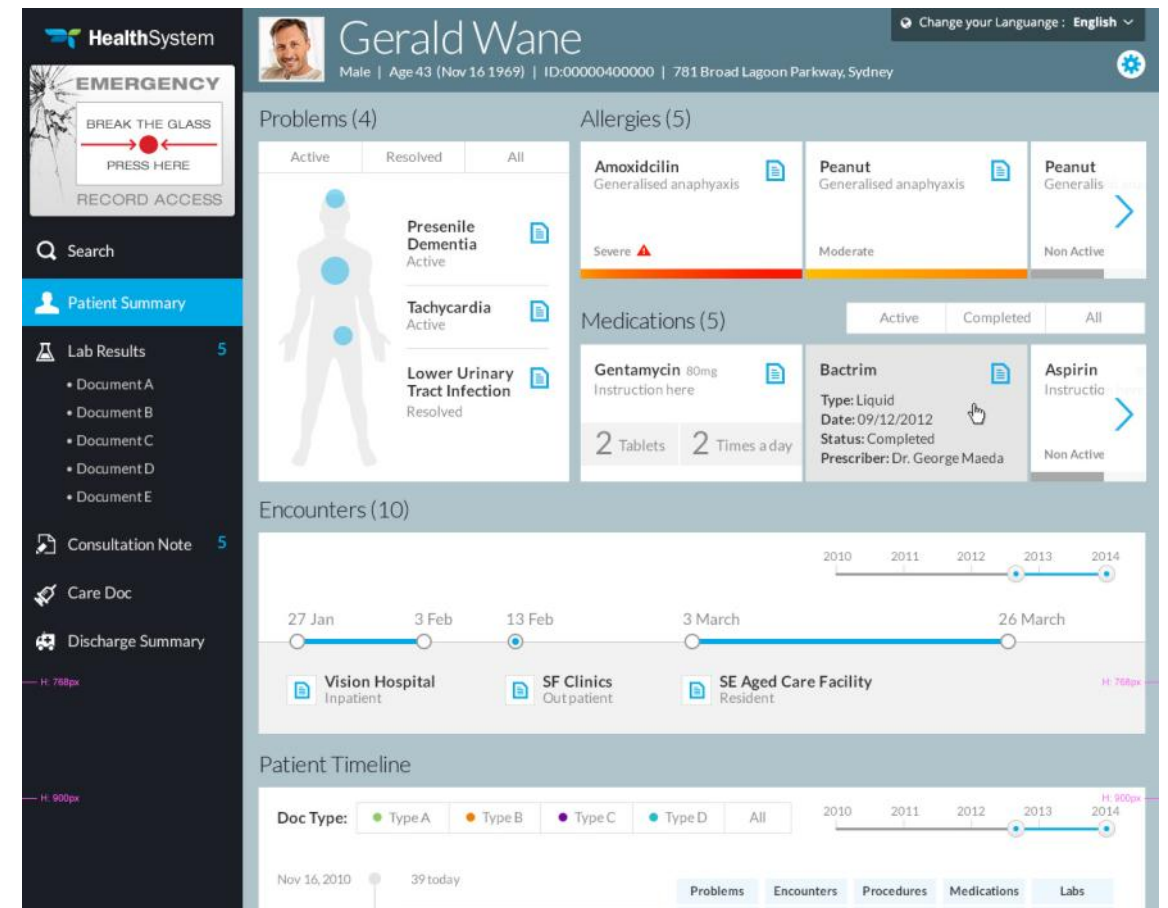 HealthSystem
EMERGENCY
BREAK THE GLASS
PRESS HERE
RECORD ACCESS
Search
Patient Summary
Lab Results 5
• Document A
• Document B
• Document C
• Document D
• Document E
Consultation Note 5
Care Doc
Discharge Summary
H: 768px
H: 900px
Gerald Wane
Male | Age 43 (Nov 16 1969) | ID:00000400000 | 781 Broad Lagoon Parkway, Sydney
Change your Languange : English
Problems (4)
Active Resolved All
Presenile
Dementia
Active
Tachycardia
Active
Lower Urinary
Tract Infection
Resolved
Allergies (5)
Amoxidcilin
Generalised anaphyaxis
Severe
Peanut
Generalised anaphyaxis
Moderate
Peanut
Generalis
Non Active
Medications (5)
Active Completed All
Gentamycin 80mg
Instruction here
2 Tablets 2 Times a day
Bactrim
Type: Liquid
Date: 09/12/2012
Status: Completed
Prescriber: Dr. George Maeda
Aspirin
Instructio
Non Active
Encounters (10)
2010 2011 2012 2013 2014
27 Jan 3 Feb 13 Feb 3 March 26 March
Vision Hospital
Inpatient
SF Clinics
Out patient
SE Aged Care Facility
Resident
H: 768px
Patient Timeline
H: 900px
Doc Type: Type A Type B Type C Type D All
2010 2011 2012 2013 2014
Nov 16, 2010 39 today
Problems Encounters Procedures Medications Labs